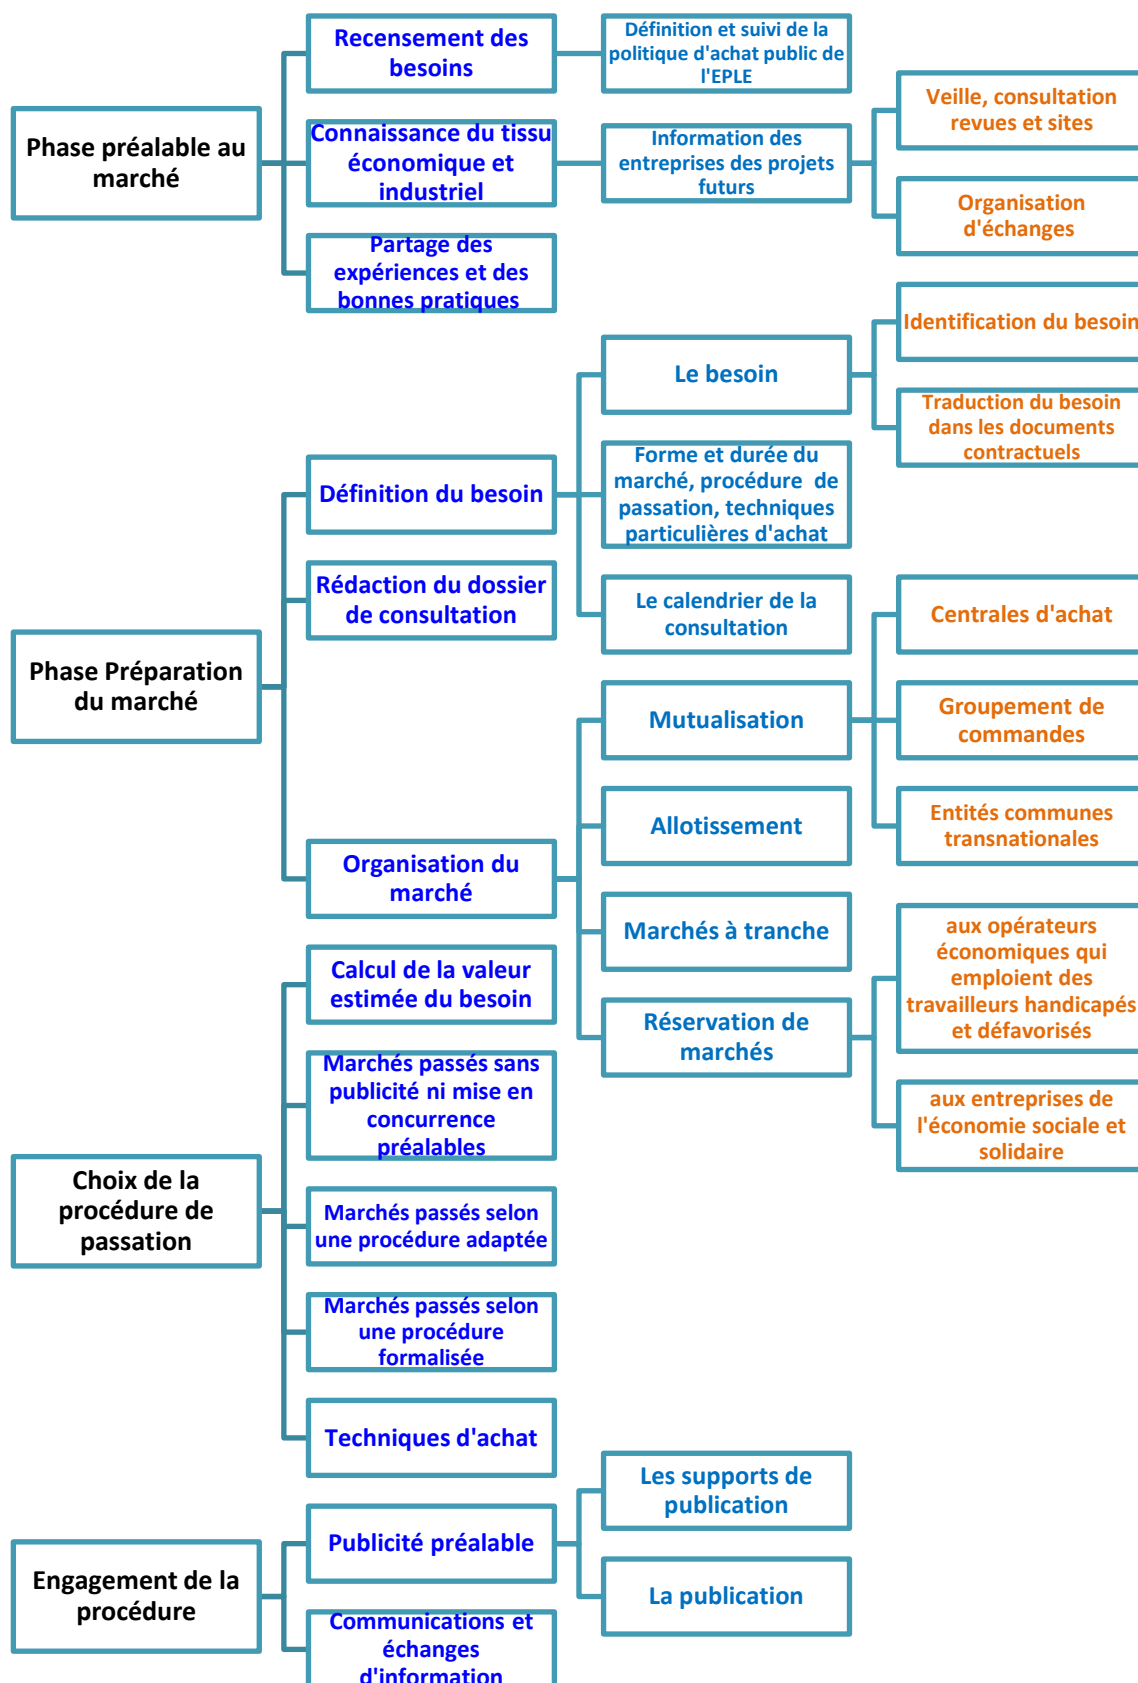 Phase préalable au
marché
Recensement des
besoins
Définition et suivi de la
politique d'achat public de
l'EPLE
Connaissance du tissu
économique et
industriel
Information des
entreprises des projets
futurs
Veille, consultation
revues et sites
Organisation
d'échanges
Partage des
expériences et des
bonnes pratiques
Phase Préparation
du marché
Définition du besoin
Le besoin
Identification du besoin
Traduction du besoin
dans les documents
contractuels
Forme et durée du
marché, procédure de
passation, techniques
particulières d'achat
Le calendrier de la
consultation
Rédaction du dossier
de consultation
Organisation du
marché
Mutualisation
Centrales d'achat
Groupement de
commandes
Entités communes
transnationales
Allotissement
Marchés à tranche
Réservation de
marchés
aux opérateurs
économiques qui
emploient des
travailleurs handicapés
et défavorisés
aux entreprises de
l'économie sociale et
solidaire
Choix de la
procédure de
passation
Calcul de la valeur
estimée du besoin
Marchés passés sans
publicité ni mise en
concurrence
préalables
Marchés passés selon
une procédure adaptée
Marchés passés selon
une procédure
formalisée
Techniques d'achat
Engagement de la
procédure
Publicité préalable
Les supports de
publication
La publication
Communications et
échanges
d'information